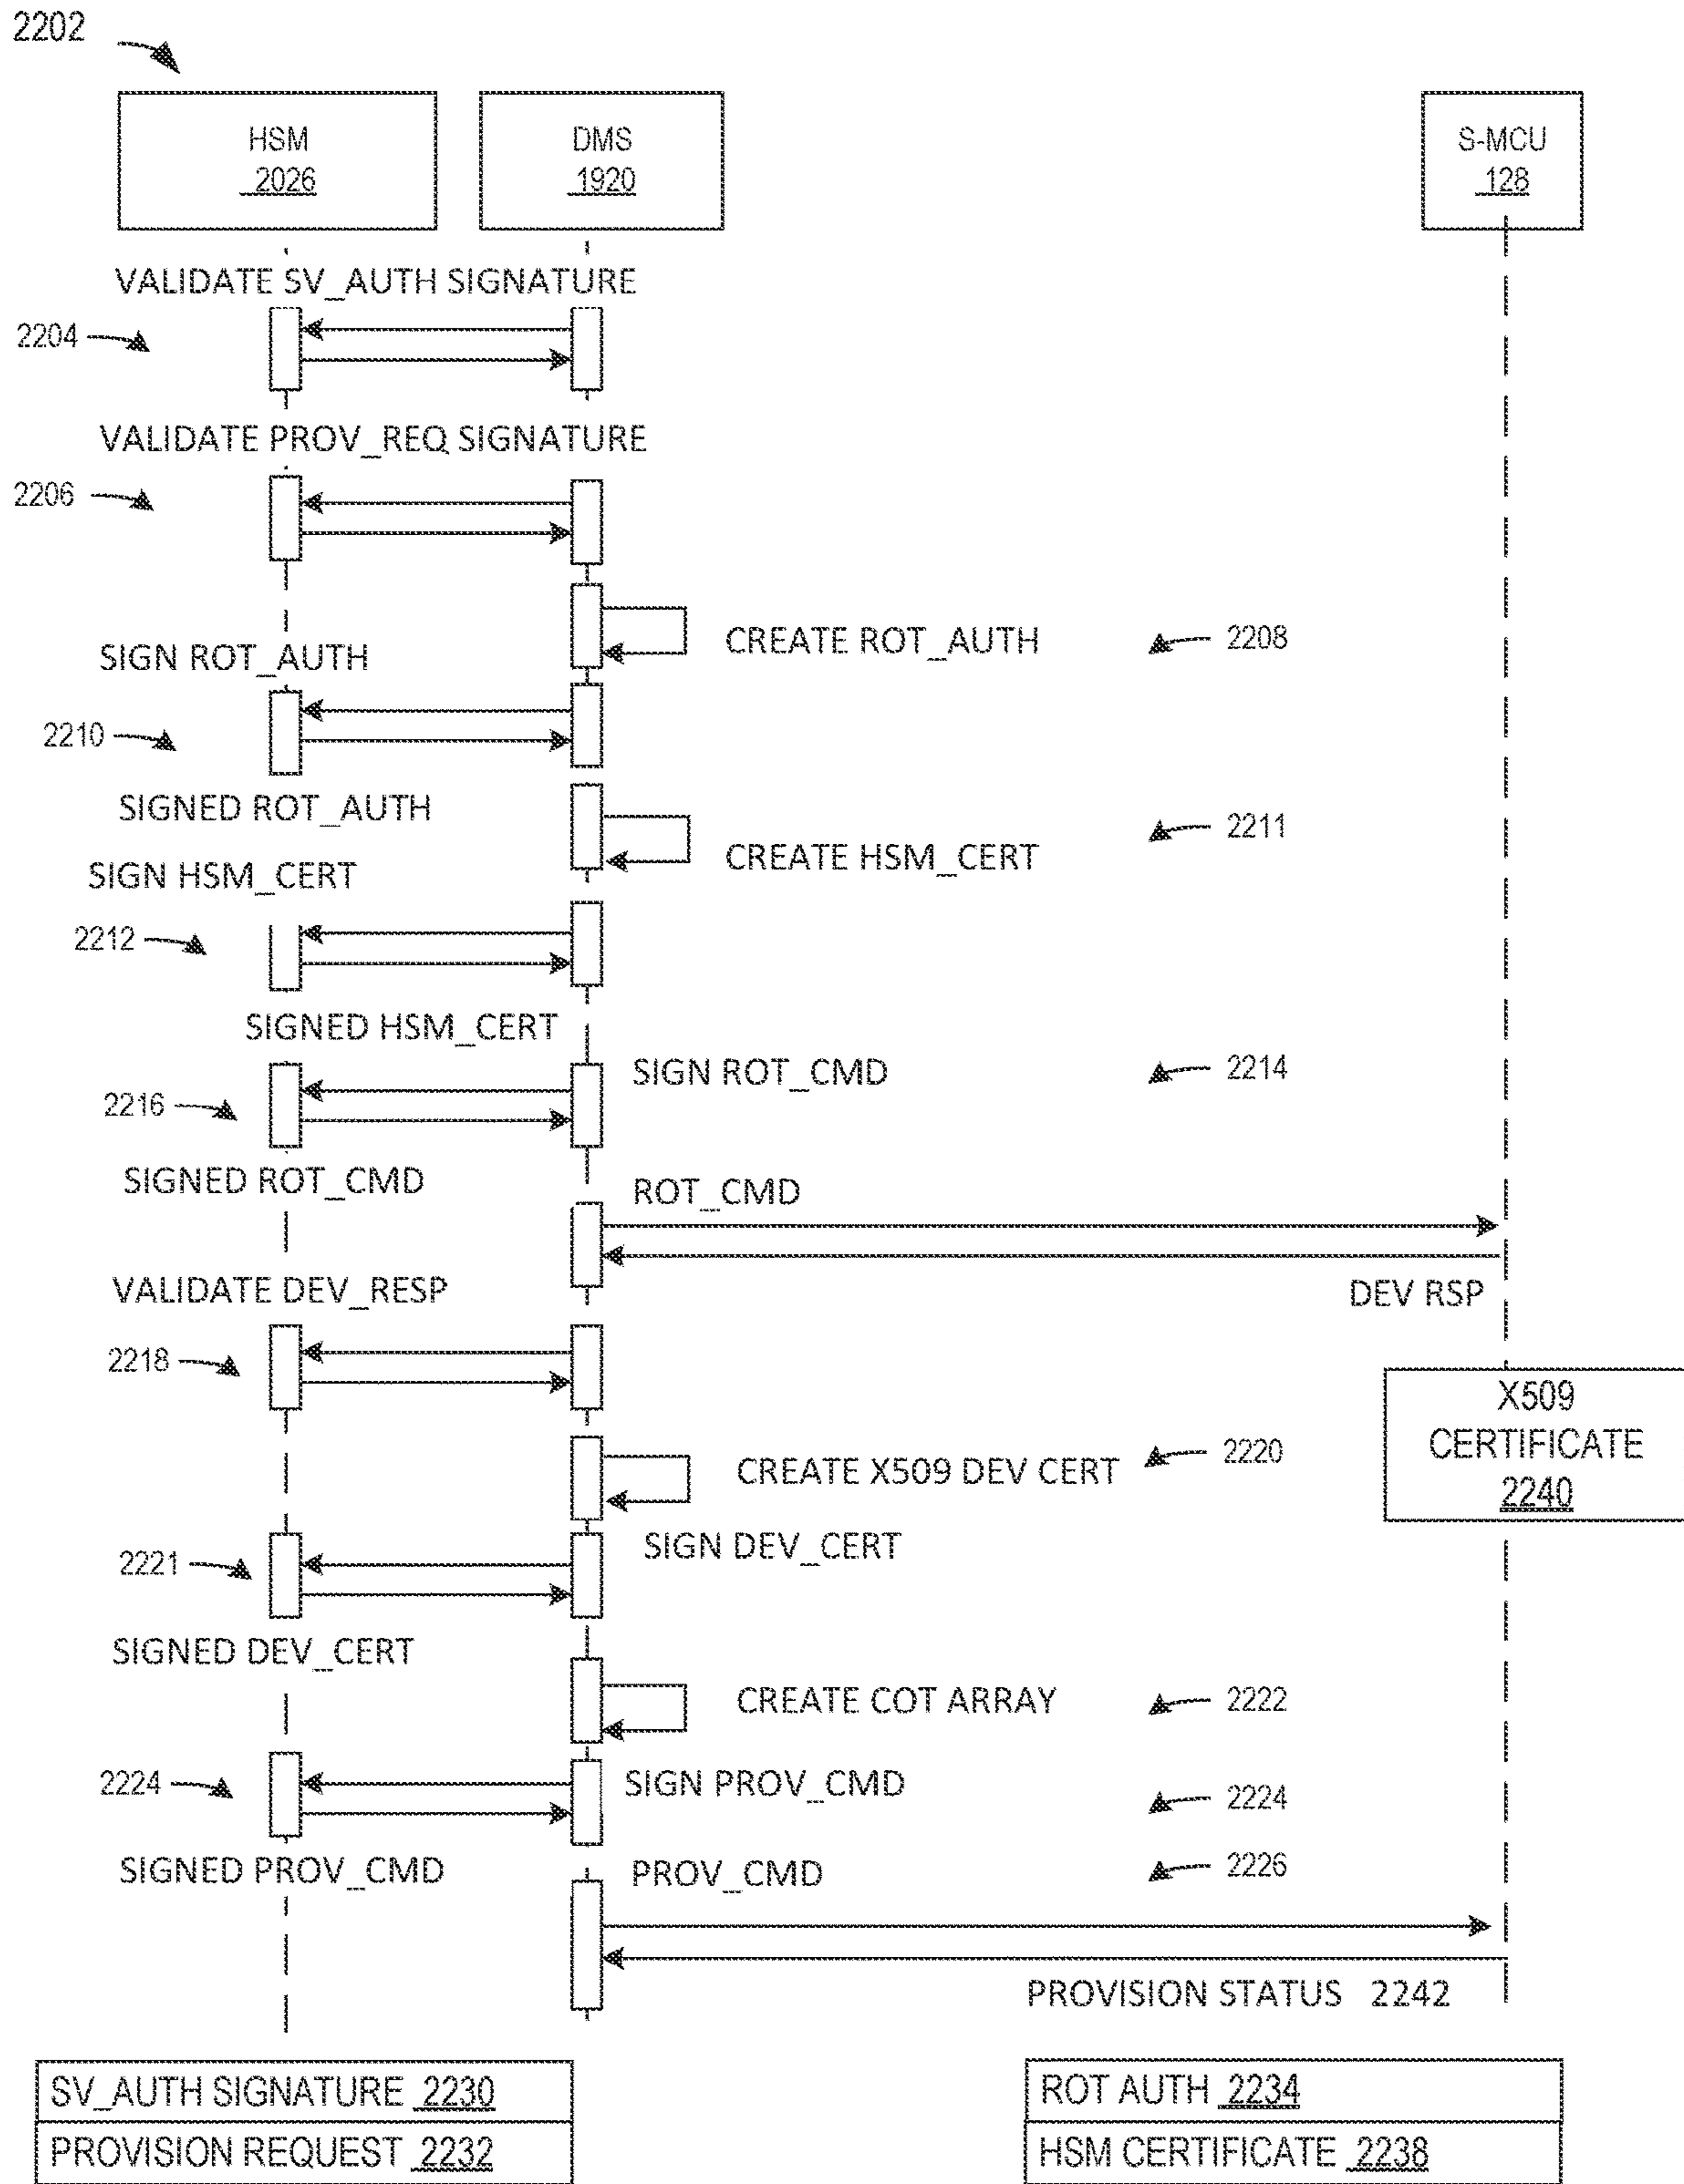 2202
HSM
2026
DMS
1920
S-MCU
128
VALIDATE SV_AUTH SIGNATURE
2204
VALIDATE PROV_REQ SIGNATURE
2206
CREATE ROT_AUTH
2208
SIGN ROT_AUTH
2210
SIGNED ROT_AUTH
2211
CREATE HSM_CERT
SIGN HSM_CERT
2212
SIGNED HSM_CERT
SIGN ROT_CMD
2214
2216
SIGNED ROT_CMD
ROT_CMD
VALIDATE DEV_RESP
DEV RSP
2218
X509
CERTIFICATE
2240
CREATE X509 DEV CERT
2220
SIGN DEV_CERT
2221
SIGNED DEV_CERT
CREATE COT ARRAY
2222
2224
SIGN PROV_CMD
2224
SIGNED PROV_CMD
PROV_CMD
2226
PROVISION STATUS 2242
SV_AUTH SIGNATURE 2230
PROVISION REQUEST 2232
ROT AUTH 2234
HSM CERTIFICATE 2238